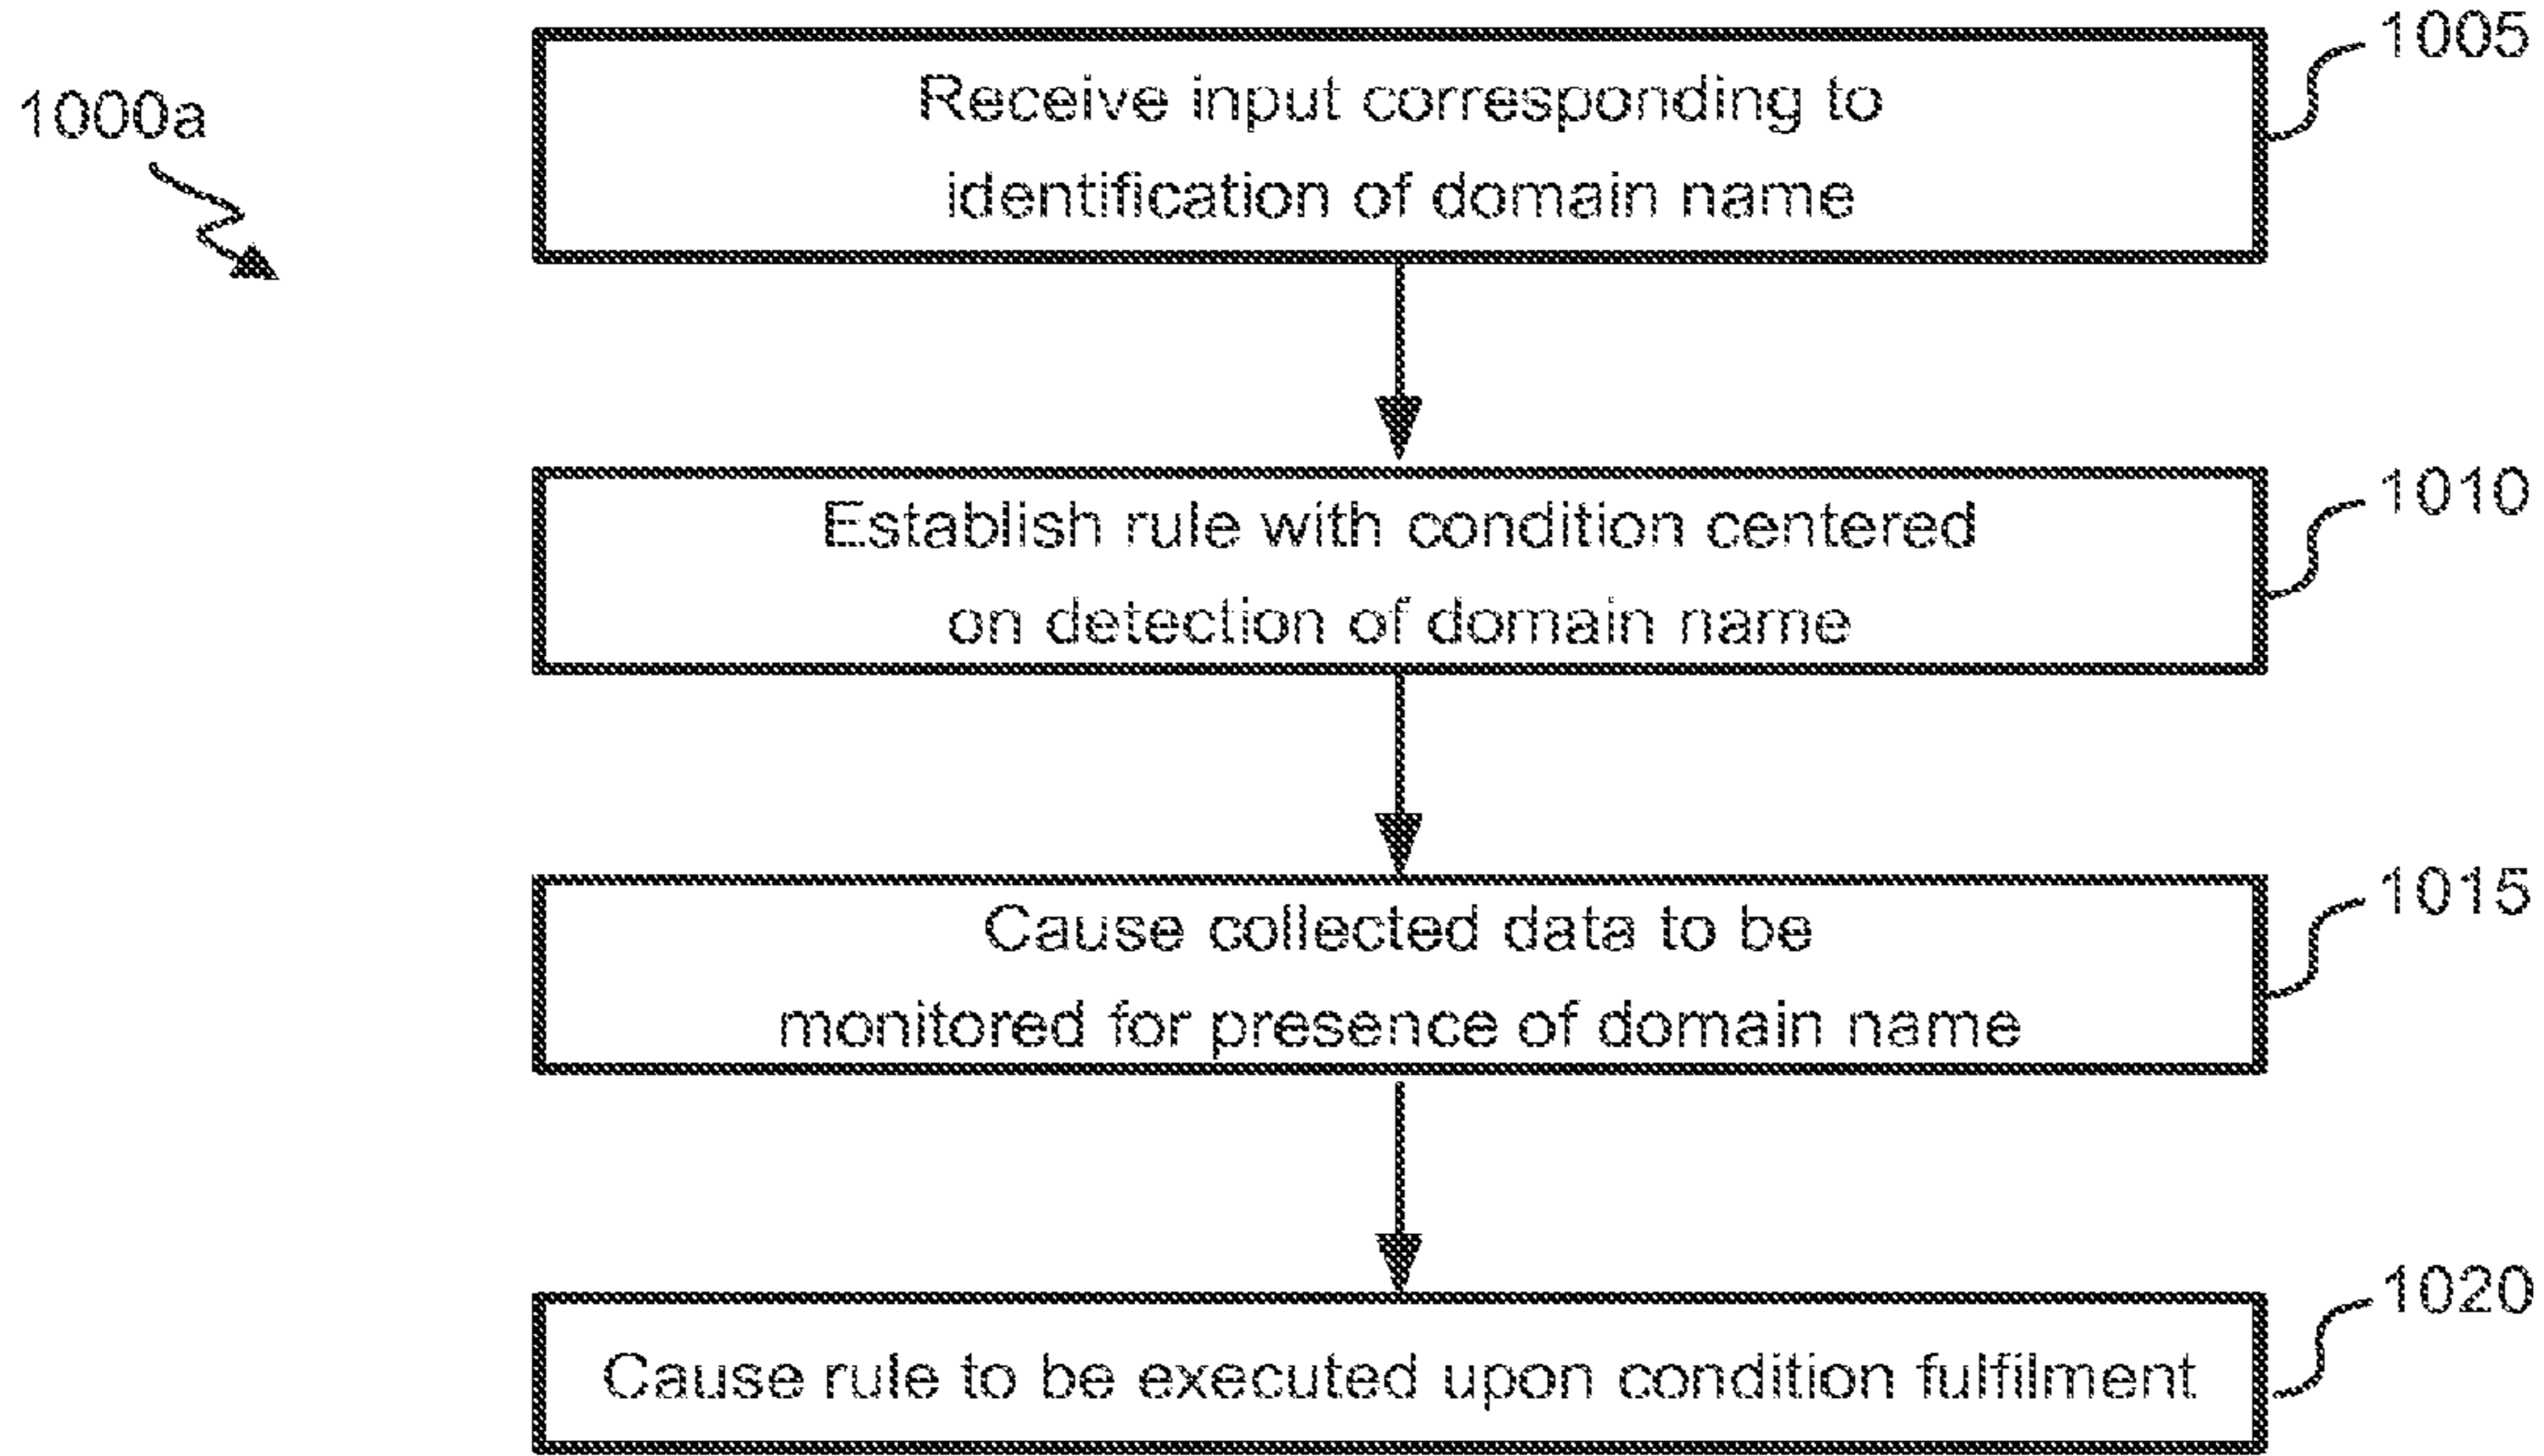 1000a
1005
Receive input corresponding to
identification of domain name
1010
Establish rule with condition centered
on detection of domain name
1015
Cause collected data to be
monitored for presence of domain name
1020
Cause rule to be executed upon condition fulfilment